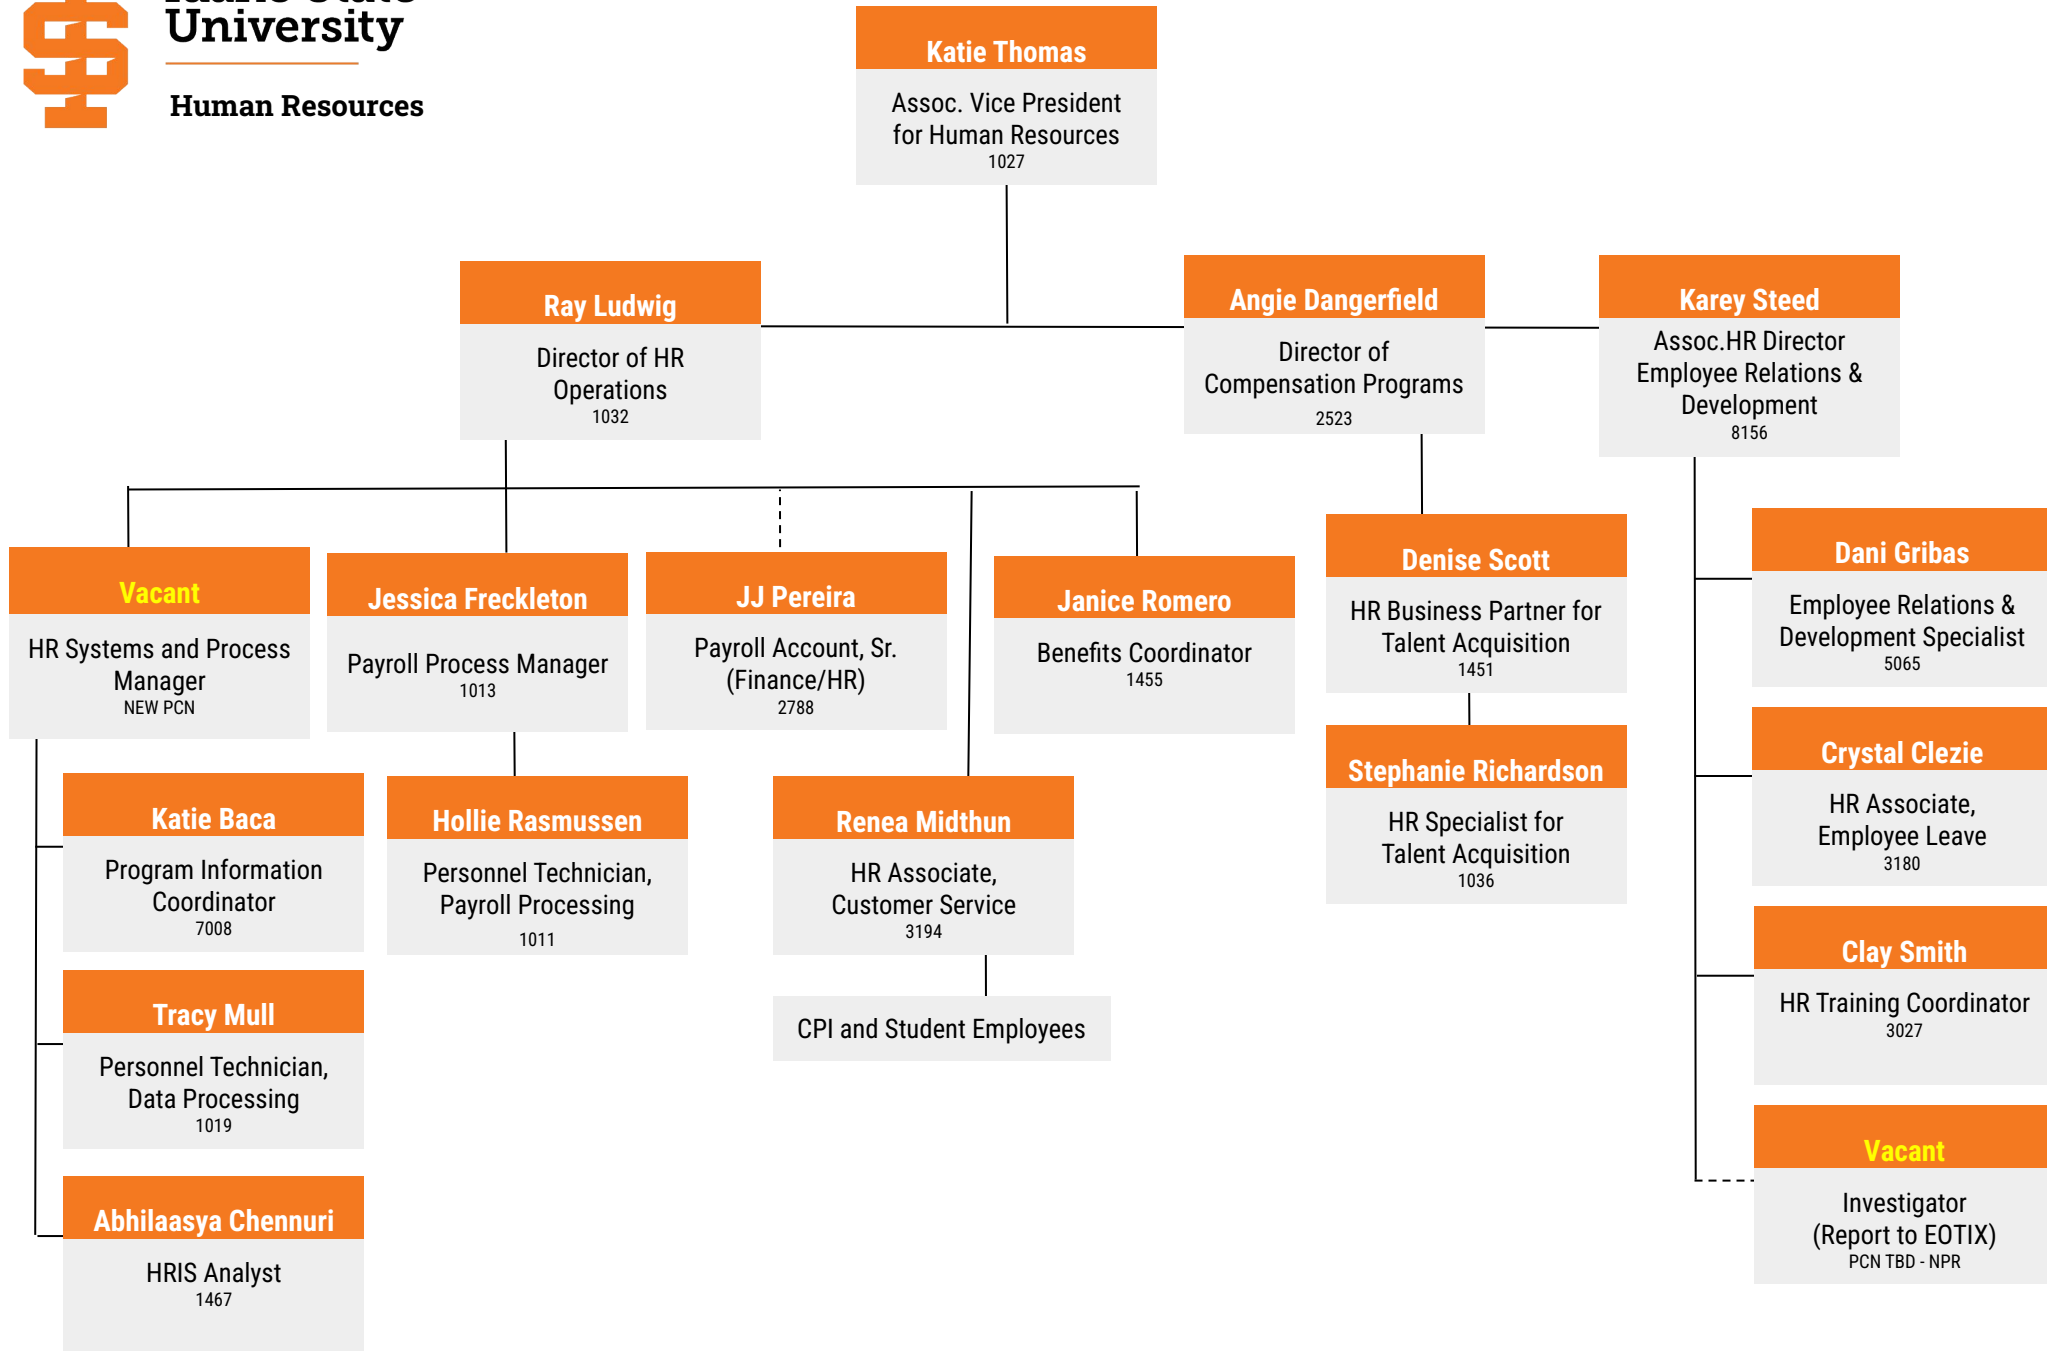 Idaho State
University
Human Resources
Katie Thomas
Assoc. Vice President
for Human Resources
1027
Ray Ludwig
Director of HR
Operations
1032
Angie Dangerfield
Director of
Compensation Programs
2523
Karey Steed
Assoc.HR Director
Employee Relations &
Development
8156
Vacant
HR Systems and Process
Manager
NEW PCN
Jessica Freckleton
Payroll Process Manager
1013
JJ Pereira
Payroll Account, Sr.
(Finance/HR)
2788
Janice Romero
Benefits Coordinator
1455
Denise Scott
HR Business Partner for
Talent Acquisition
1451
Dani Gribas
Employee Relations &
Development Specialist
5065
Katie Baca
Program Information
Coordinator
7008
Hollie Rasmussen
Personnel Technician,
Payroll Processing
1011
Renea Midthun
HR Associate,
Customer Service
3194
CPI and Student Employees
Stephanie Richardson
HR Specialist for
Talent Acquisition
1036
Crystal Clezie
HR Associate,
Employee Leave
3180
Tracy Mull
Personnel Technician,
Data Processing
1019
Clay Smith
HR Training Coordinator
3027
Abhilaasya Chennuri
HRIS Analyst
1467
Vacant
Investigator
(Report to EOTIX)
PCN TBD - NPR